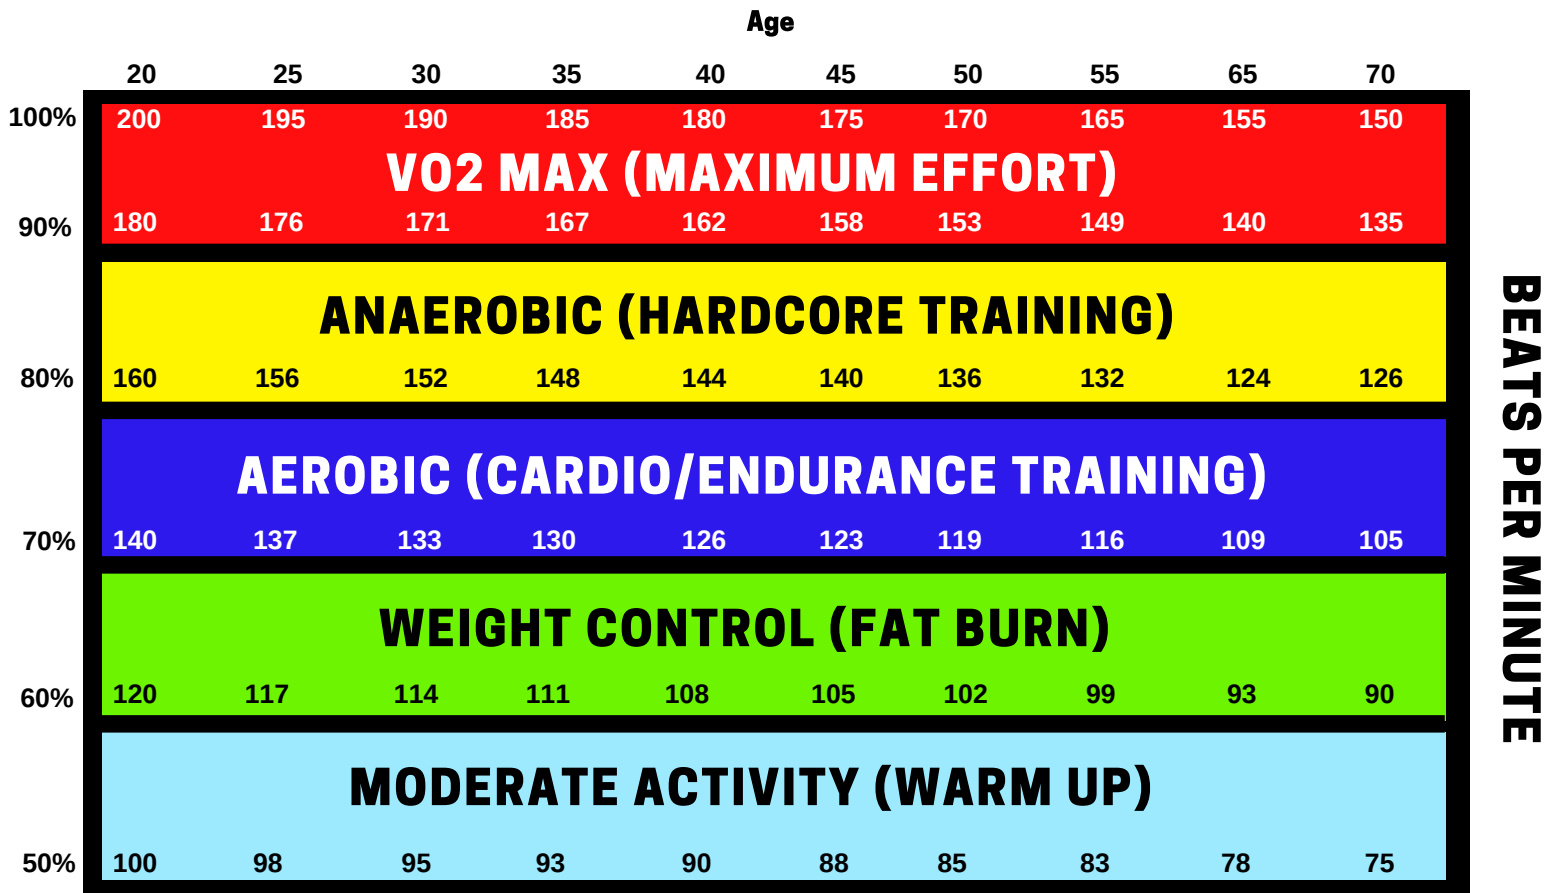 Age
20 25 30 35 40 45 50 55 65 70
100% 200 195 190 185 180 175 170 165 155 150
VO2 MAX (MAXIMUM EFFORT)
90% 180 176 171 167 162 158 153 149 140 135
ANAEROBIC (HARDCORE TRAINING)
80% 160 156 152 148 144 140 136 132 124 126
AEROBIC (CARDIO/ENDURANCE TRAINING)
70% 140 137 133 130 126 123 119 116 109 105
WEIGHT CONTROL (FAT BURN)
60% 120 117 114 111 108 105 102 99 93 90
MODERATE ACTIVITY (WARM UP)
50% 100 98 95 93 90 88 85 83 78 75
BEATS PER MINUTE